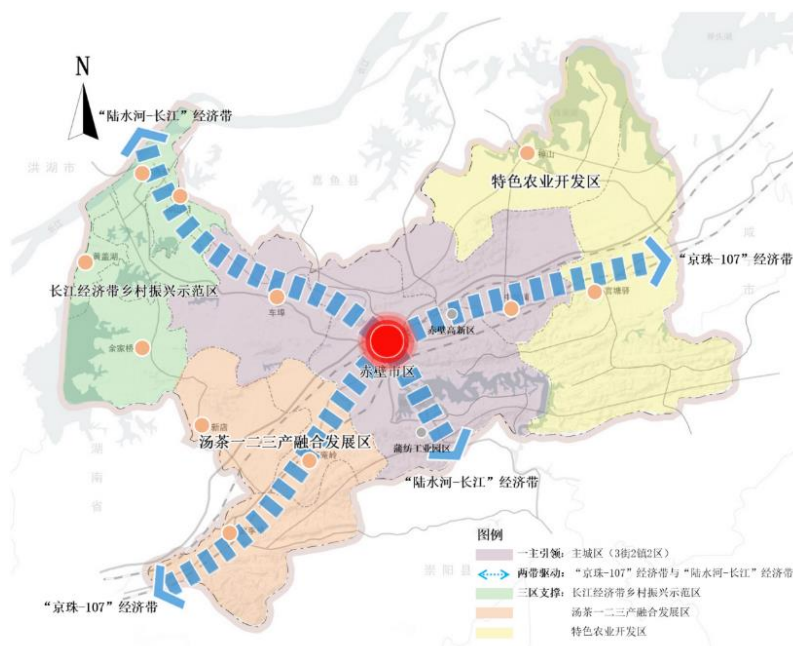 N
“陆水河-长江”经济带
洪湖市
嘉鱼县
特色农业开发区
黄盖湖
长江经济带乡村振兴示范区
“京珠-107”经济带
官塘驿
车埠
赤壁高新区
余家桥
赤壁市区
新店
汤茶一二三产融合发展区
蒲纺工业园区
湖南省
“陆水河-长江”经济带
崇阳县
“京珠-107”经济带
图例
一主引领：主城区（3街2镇2区）
两带驱动：“京珠-107”经济带与“陆水河-长江”经济带
三区支撑：长江经济带乡村振兴示范区
汤茶一二三产融合发展区
特色农业开发区